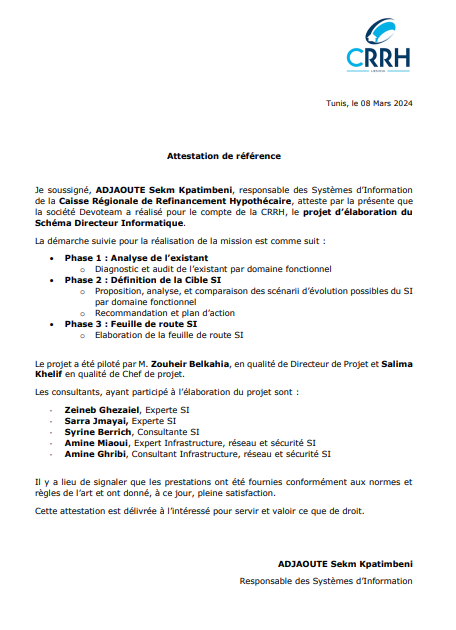 CRRH
Tunis, le 08 Mars 2024
Attestation de référence
Je soussigné, ADJAOUTE Sekm Kpatimbeni, responsable des Systèmes d'Information
de la Caisse Régionale de Refinancement Hypothécaire, atteste par la présente que
la société Devoteam a réalisé pour le compte de la CRRH, le projet d'élaboration du
Schéma Directeur Informatique.
La démarche suivie pour la réalisation de la mission est comme suit :
• Phase 1 : Analyse de l'existant
o Diagnostic et audit de l'existant par domaine fonctionnel
• Phase 2 : Définition de la Cible SI
o Proposition, analyse, et comparaison des scénarii d'évolution possibles du SI
par domaine fonctionnel
o Recommandation et plan d'action
• Phase 3 : Feuille de route SI
o Elaboration de la feuille de route SI
Le projet a été piloté par M. Zouheir Belkahia, en qualité de Directeur de Projet et Salima
Khelif en qualité de Chef de projet.
Les consultants, ayant participé à l'élaboration du projet sont :
- Zeineb Ghezaiel, Experte SI
- Sarra Jmayai, Experte SI
- Syrine Berrich, Consultante SI
- Amine Miaoui, Expert Infrastructure, réseau et sécurité SI
- Amine Ghribi, Consultant Infrastructure, réseau et sécurité SI
Il y a lieu de signaler que les prestations ont été fournies conformément aux normes et
règles de l'art et ont donné, à ce jour, pleine satisfaction.
Cette attestation est délivrée à l'intéressé pour servir et valoir ce que de droit.
ADJAOUTE Sekm Kpatimbeni
Responsable des Systèmes d'Information